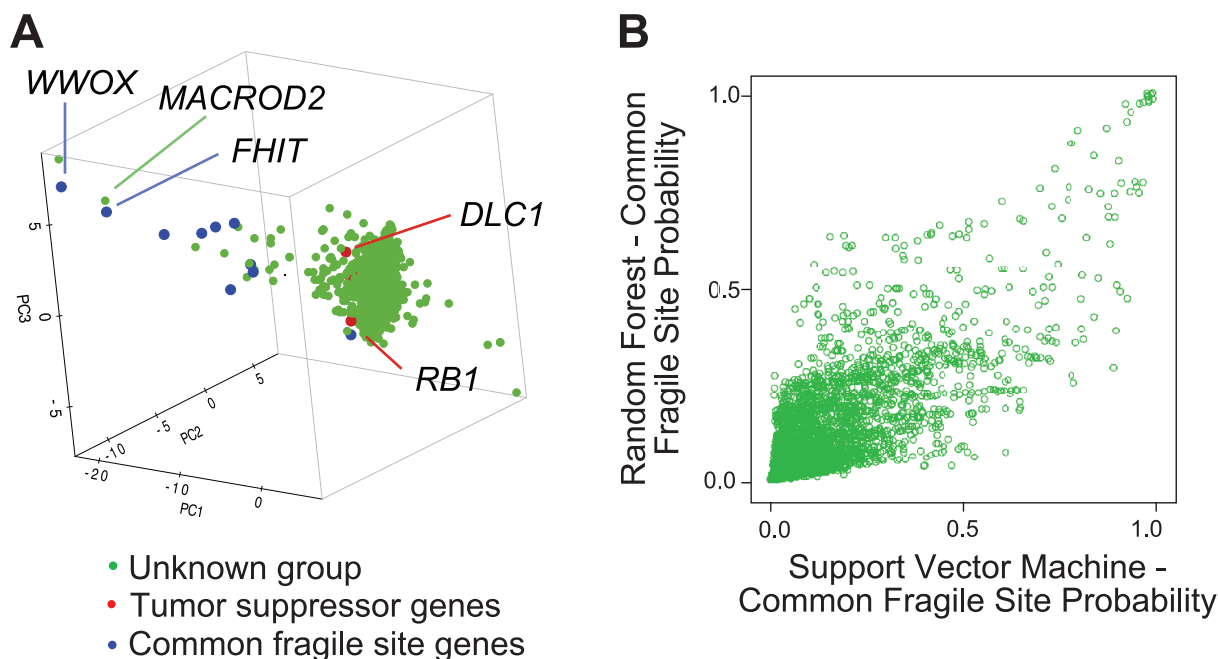 A
WWOX
MACROD2
FHIT
DLC1
RB1
5
0
-5
PC3
-10
-5
0
5
PC2
-20
-10
0
PC1
Unknown group
Tumor suppressor genes
Common fragile site genes
B
Random Forest - Common
Fragile Site Probability
1.0
0.5
0.0
0.0 0.5 1.0
Support Vector Machine -
Common Fragile Site Probability